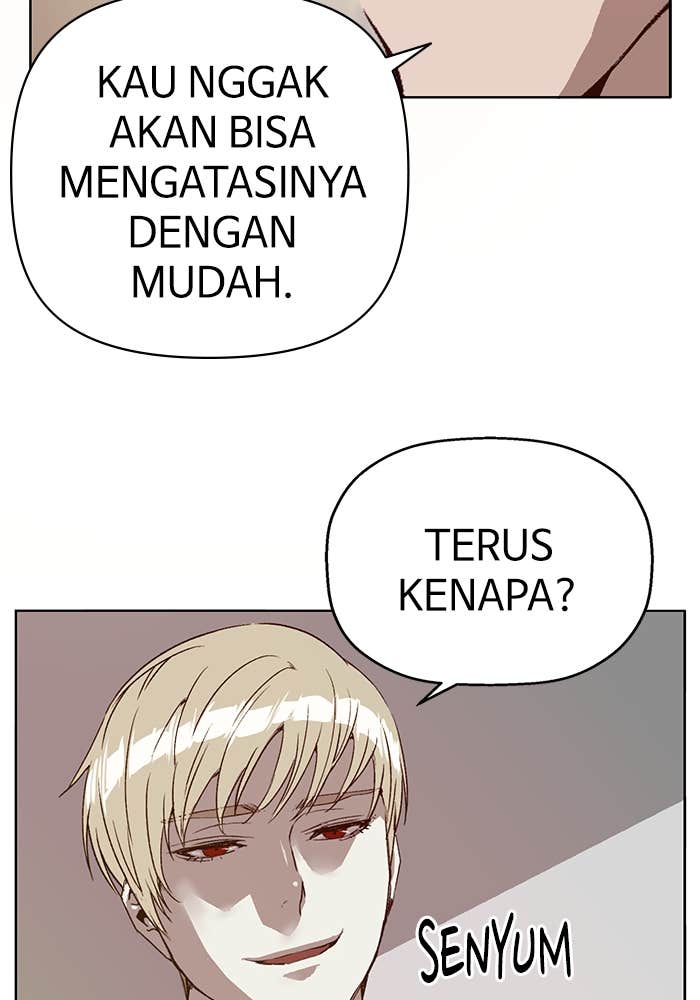 KAU NGGAK
AKAN BISA
MENGATASINYA
DENGAN
MUDAH.
TERUS
KENAPA?
SENYUM